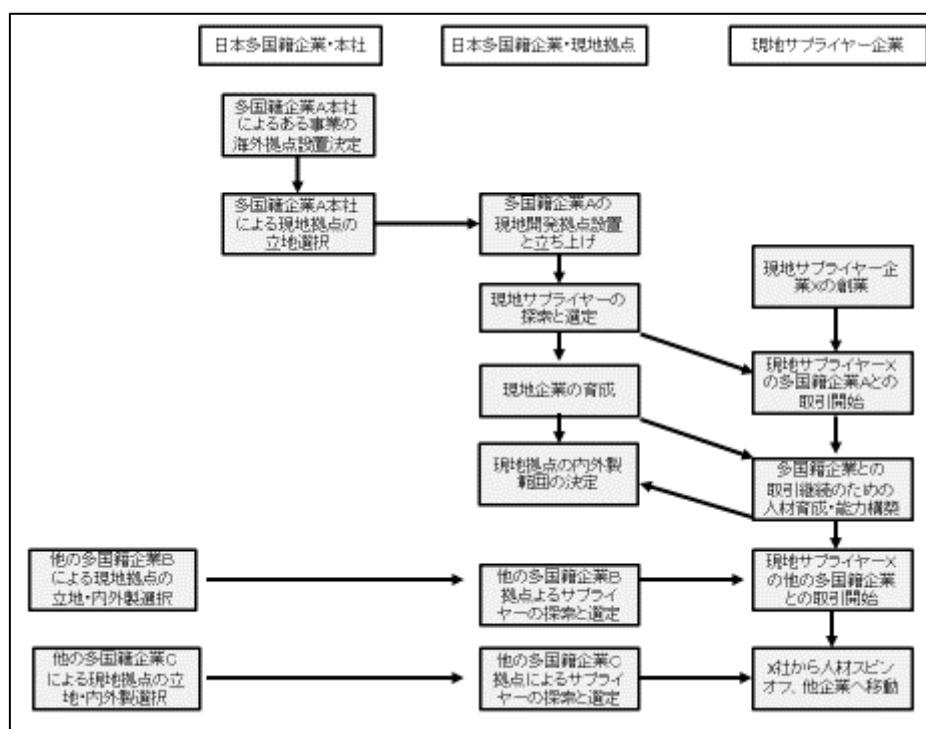 日本多国籍企業・本社
日本多国籍企業・現地拠点
現地サプライヤー企業
多国籍企業A本社
によるある事業の
海外拠点設置決定
多国籍企業A本社
による現地拠点の
立地選択
多国籍企業Aの
現地開発拠点設置
と立ち上げ
現地サプライヤー企
業Xの創業
現地サプライヤーの
探索と選定
現地サプライヤーX
の多国籍企業Aとの
取引開始
現地企業の育成
現地拠点の内外製
範囲の決定
多国籍企業との
取引継続のための
人材育成・能力構築
他の多国籍企業B
による現地拠点の
立地・内外製選択
他の多国籍企業B
拠点よるサプライ
ヤーの探索と選定
現地サプライヤーX
の他の多国籍企業
との取引開始
他の多国籍企業C
による現地拠点の立
地・内外製選択
他の多国籍企業C
拠点によるサプライ
ヤーの探索と選定
X社から人材スピン
オフ、他企業へ移動